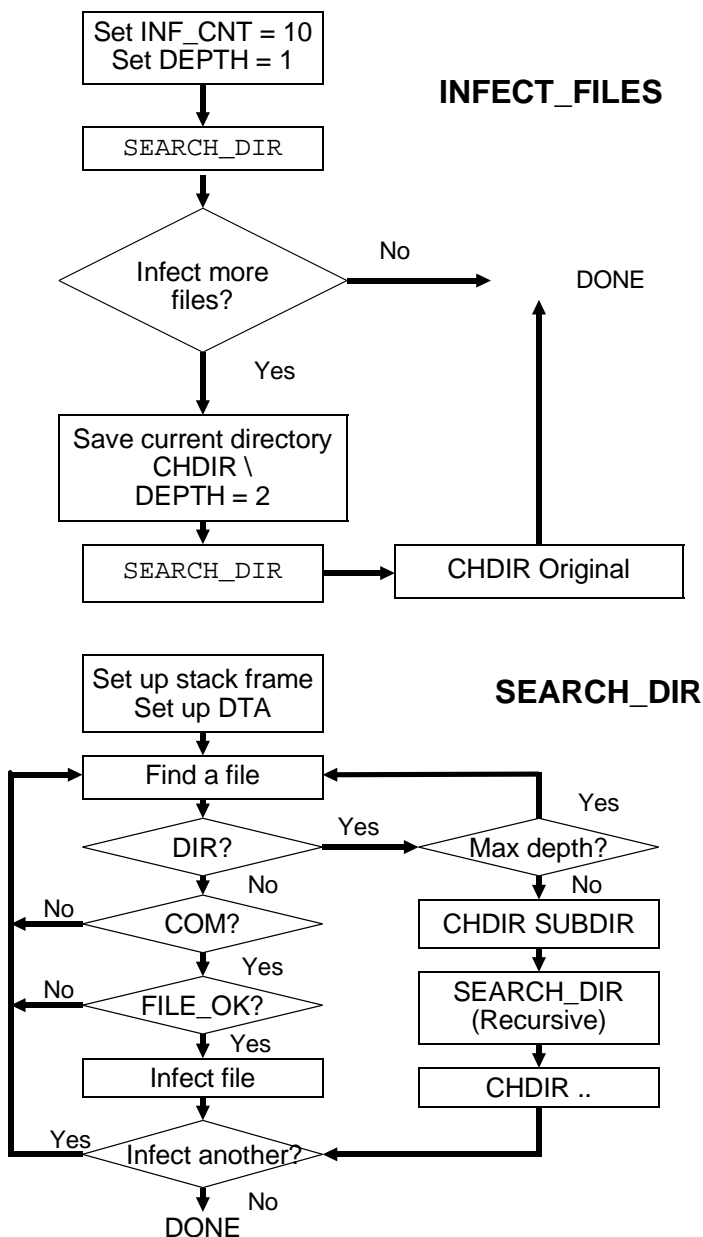 Set INF_CNT = 10
Set DEPTH = 1
INFECT_FILES
SEARCH_DIR
Infect more
files?
No
DONE
Yes
Save current directory
CHDIR \
DEPTH = 2
SEARCH_DIR
CHDIR Original
Set up stack frame
Set up DTA
SEARCH_DIR
Find a file
DIR?
Yes
Max depth?
Yes
No
No
COM?
No
CHDIR SUBDIR
Yes
FILE_OK?
No
SEARCH_DIR
(Recursive)
Yes
Infect file
CHDIR ..
Infect another?
Yes
No
DONE